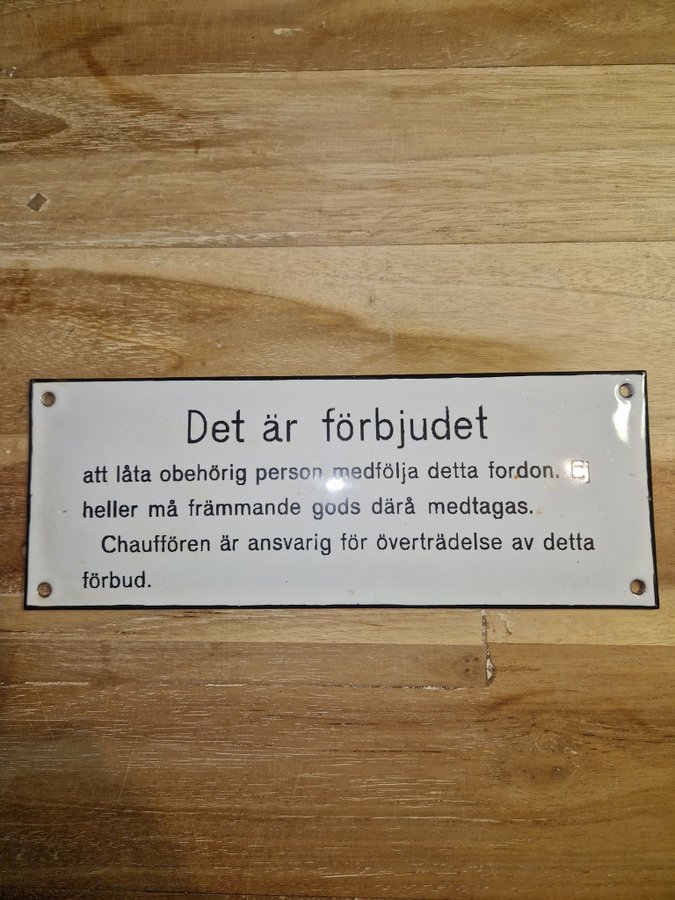 Det är förbjudet
att låta obehörig person medfölja detta fordon. Ej
heller må främmande gods därå medtagas.
Chauffören är ansvarig för överträdelse av detta
förbud.